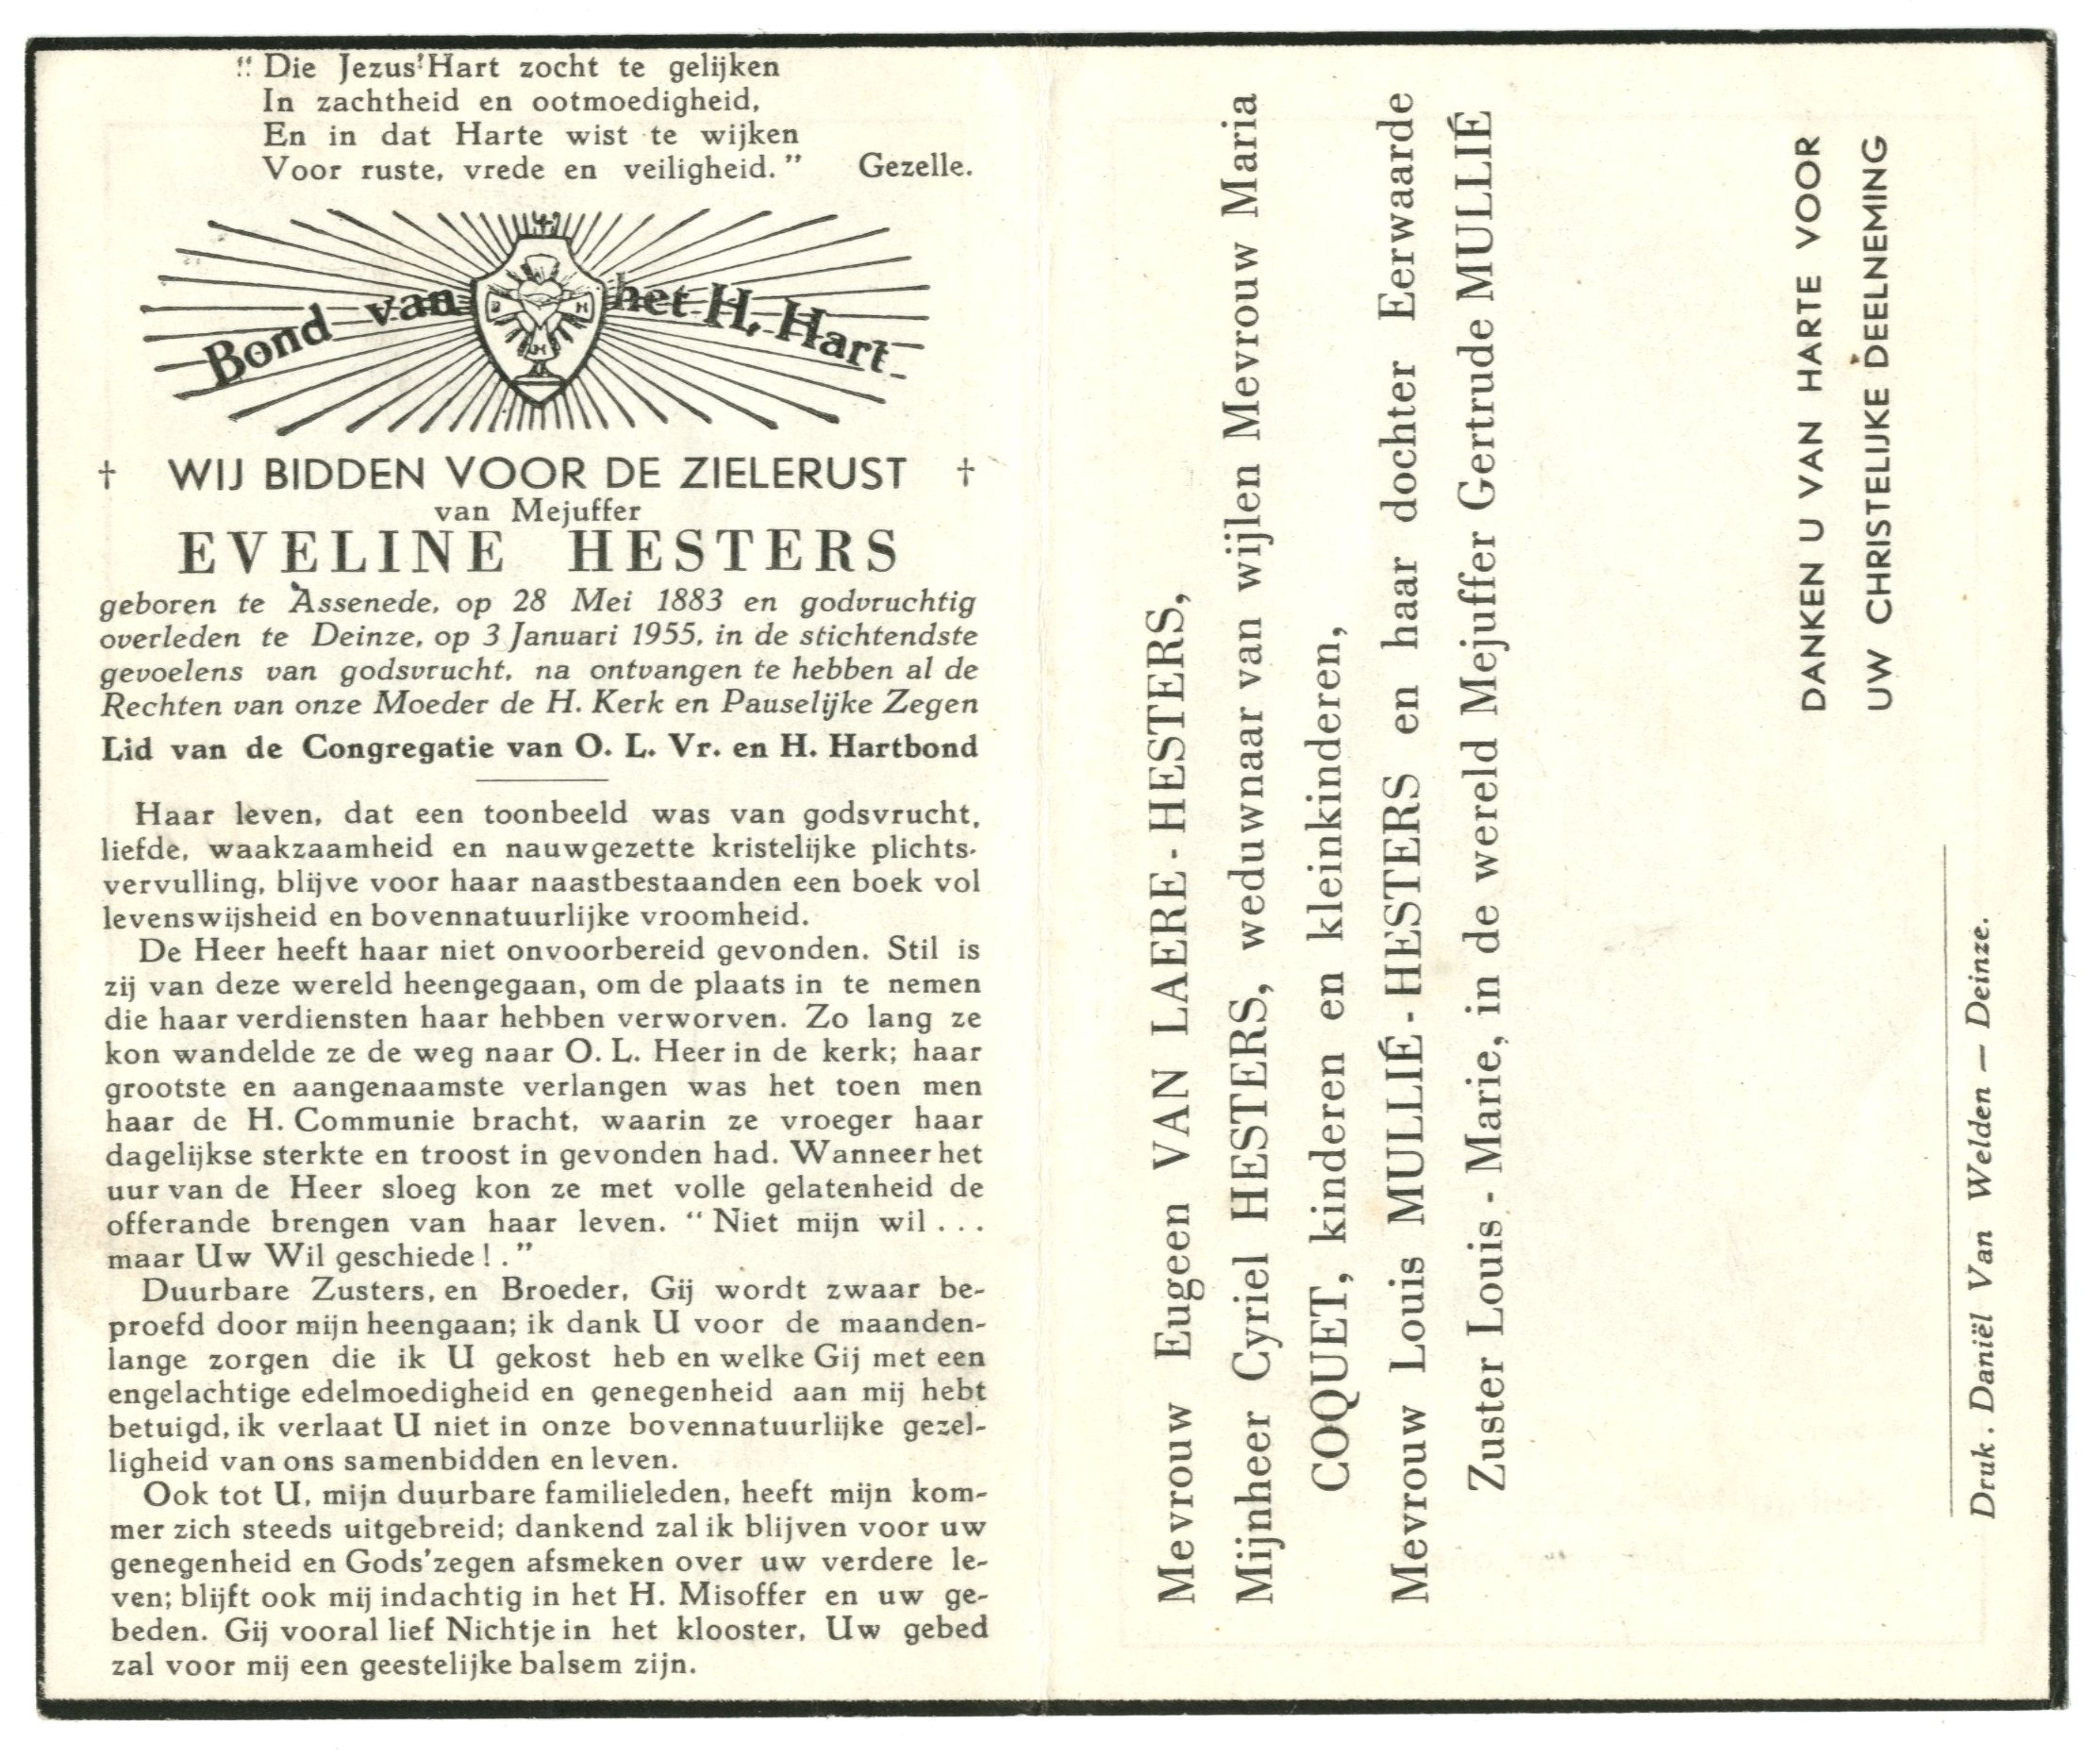 “ Die Jezus' Hart zocht te gelijken
In zachtheid en ootmoedigheid,
En in dat Harte wist te wijken
Voor ruste, vrede en veiligheid.” Gezelle.
Bond van het H. Hart
B H
H
† WIJ BIDDEN VOOR DE ZIELERUST †
van Mejuffer
EVELINE HESTERS
geboren te Assenede, op 28 Mei 1883 en godvruchtig
overleden te Deinze, op 3 Januari 1955, in de stichtendste
gevoelens van godsvrucht, na ontvangen te hebben al de
Rechten van onze Moeder de H. Kerk en Pauselijke Zegen
Lid van de Congregatie van O. L. Vr. en H. Hartbond
Haar leven, dat een toonbeeld was van godsvrucht,
liefde, waakzaamheid en nauwgezette kristelijke plichts-
vervulling, blijve voor haar naastbestaanden een boek vol
levenswijsheid en bovennatuurlijke vroomheid.
De Heer heeft haar niet onvoorbereid gevonden. Stil is
zij van deze wereld heengegaan, om de plaats in te nemen
die haar verdiensten haar hebben verworven. Zo lang ze
kon wandelde ze de weg naar O. L. Heer in de kerk; haar
grootste en aangenaamste verlangen was het toen men
haar de H. Communie bracht, waarin ze vroeger haar
dagelijkse sterkte en troost in gevonden had. Wanneer het
uur van de Heer sloeg kon ze met volle gelatenheid de
offerande brengen van haar leven. “ Niet mijn wil . . .
maar Uw Wil geschiede ! .”
Duurbare Zusters, en Broeder, Gij wordt zwaar be-
proefd door mijn heengaan; ik dank U voor de maanden-
lange zorgen die ik U gekost heb en welke Gij met een
engelachtige edelmoedigheid en genegenheid aan mij hebt
betuigd, ik verlaat U niet in onze bovennatuurlijke gezel-
ligheid van ons samenbidden en leven.
Ook tot U, mijn duurbare familieleden, heeft mijn kom-
mer zich steeds uitgebreid; dankend zal ik blijven voor uw
genegenheid en Gods'zegen afsmeken over uw verdere le-
ven; blijft ook mij indachtig in het H. Misoffer en uw ge-
beden. Gij vooral lief Nichtje in het klooster, Uw gebed
zal voor mij een geestelijke balsem zijn.
Mevrouw Eugeen VAN LAERE - HESTERS,
Mijnheer Cyriel HESTERS, weduwnaar van wijlen Mevrouw Maria
COQUET, kinderen en kleinkinderen,
Mevrouw Louis MULLIÉ - HESTERS en haar dochter Eerwaarde
Zuster Louis - Marie, in de wereld Mejuffer Gertrude MULLIÉ
DANKEN U VAN HARTE VOOR
UW CHRISTELIJKE DEELNEMING
Druk. Daniël Van Welden — Deinze.